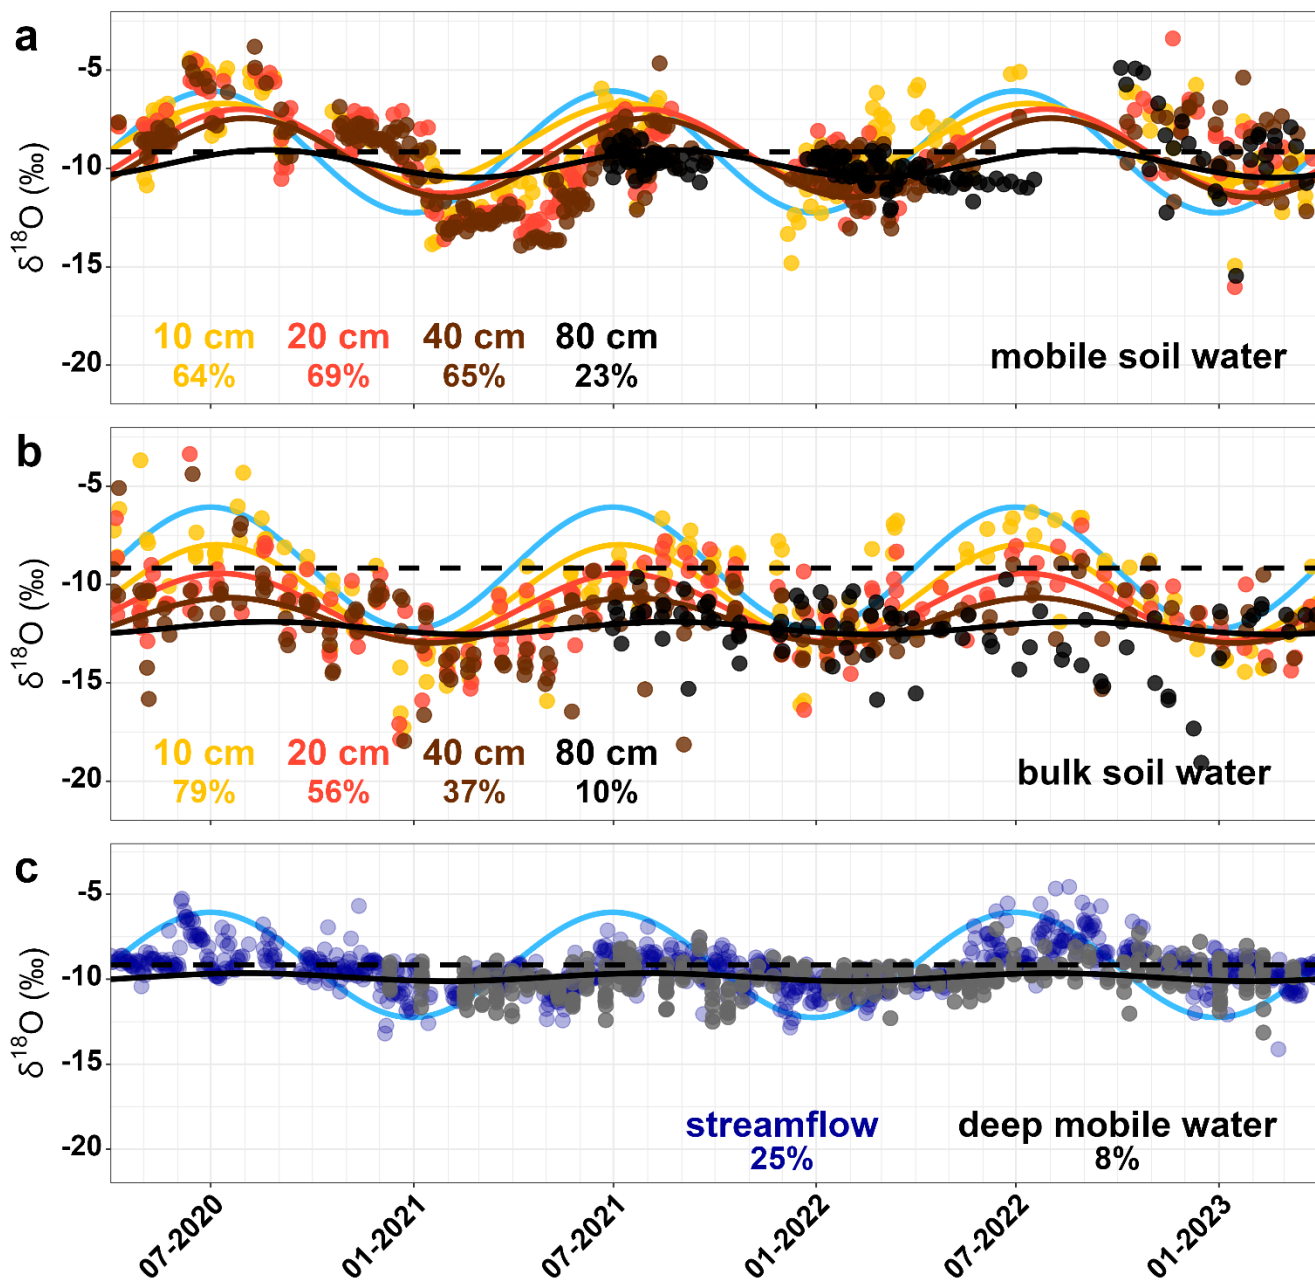 a
δ18O (‰)
-5
-10
-15
-20
10 cm 20 cm 40 cm 80 cm
64% 69% 65% 23%
mobile soil water
b
δ18O (‰)
-5
-10
-15
-20
10 cm 20 cm 40 cm 80 cm
79% 56% 37% 10%
bulk soil water
c
δ18O (‰)
-5
-10
-15
-20
streamflow deep mobile water
25% 8%
07-2020 01-2021 07-2021 01-2022 07-2022 01-2023